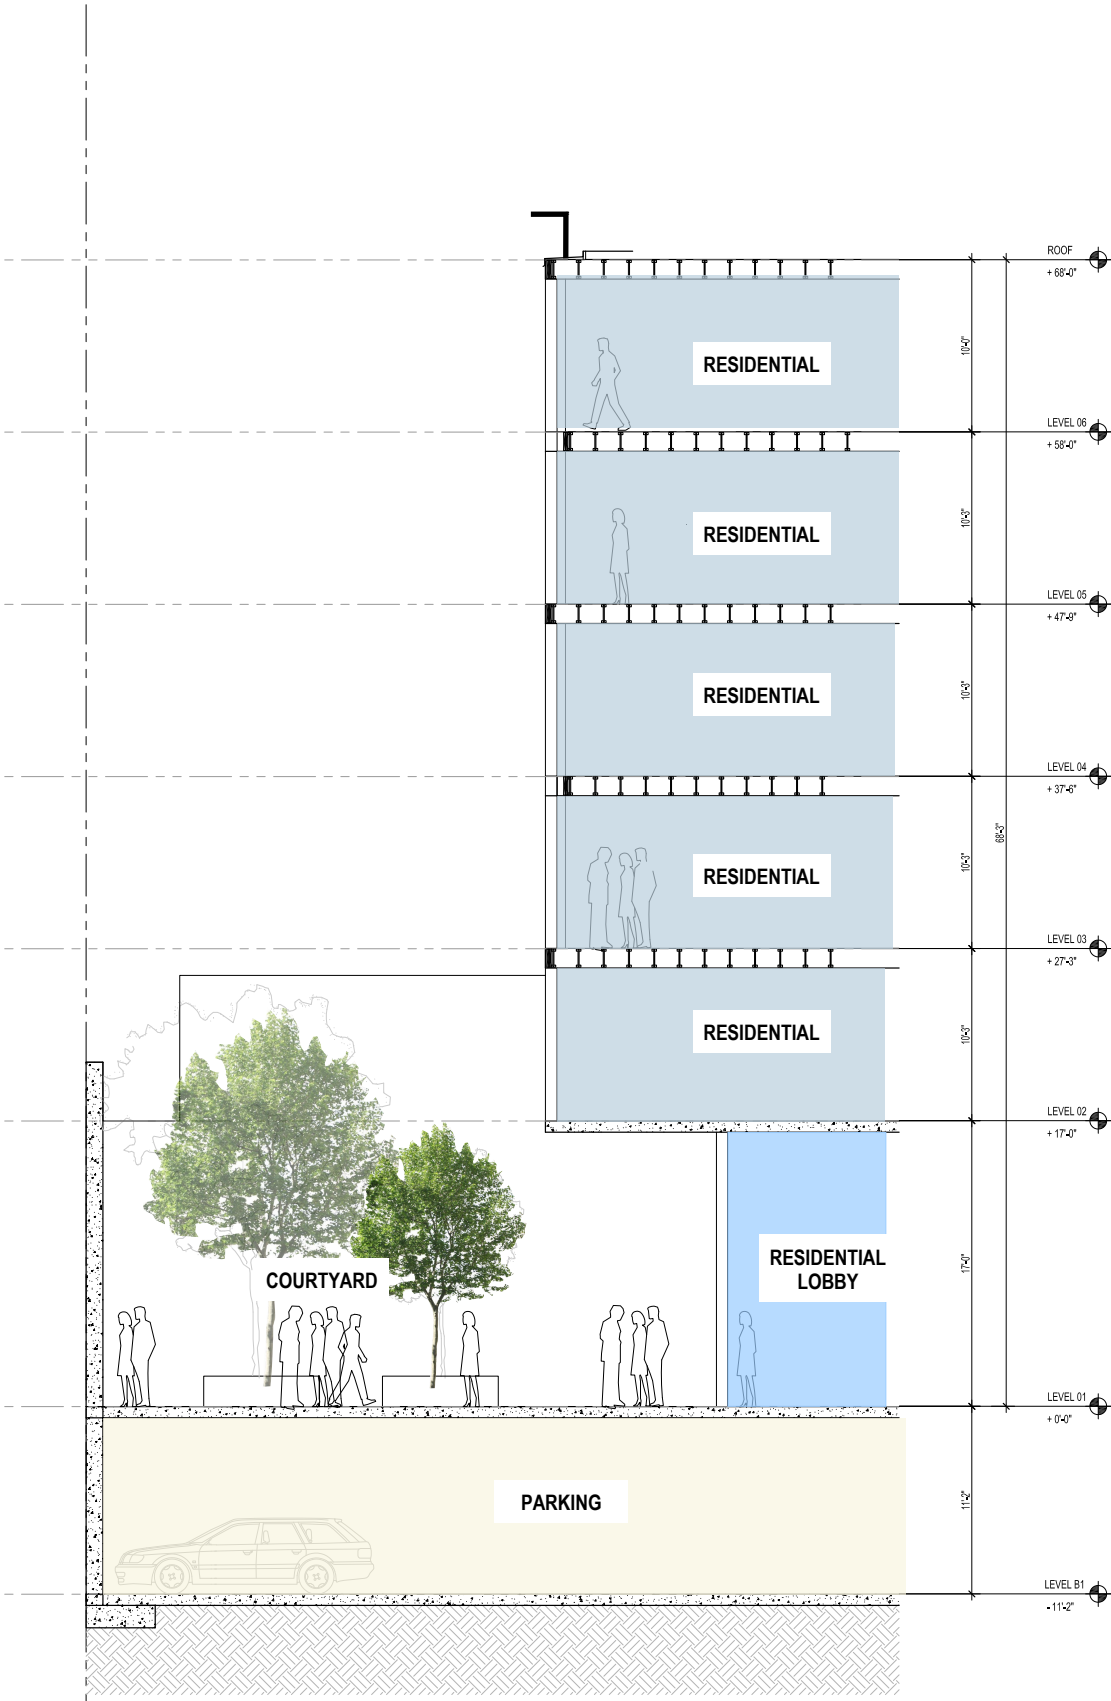 ROOF
+ 68'-0"
10'-0"
RESIDENTIAL
LEVEL 06
+ 58'-0"
10'-3"
RESIDENTIAL
LEVEL 05
+ 47'-9"
10'-3"
RESIDENTIAL
LEVEL 04
+ 37'-6"
68'-3"
10'-3"
RESIDENTIAL
LEVEL 03
+ 27'-3"
10'-3"
RESIDENTIAL
LEVEL 02
+ 17'-0"
17'-0"
RESIDENTIAL
LOBBY
COURTYARD
LEVEL 01
+ 0'-0"
11'-2"
PARKING
LEVEL B1
- 11'-2"